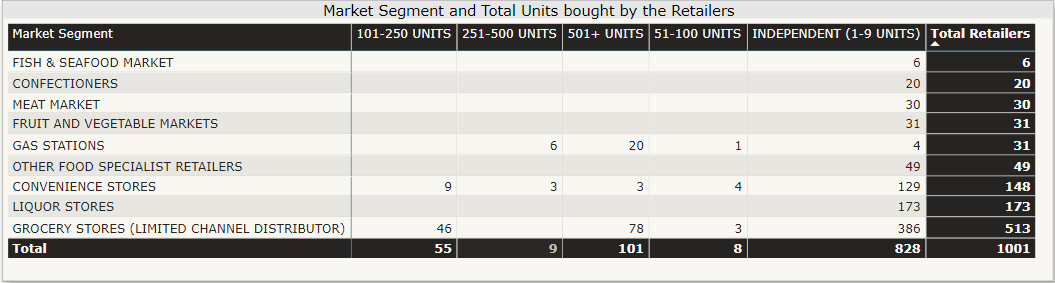 Market Segment and Total Units bought by the Retailers
Market Segment 101-250 UNITS 251-500 UNITS 501+ UNITS 51-100 UNITS INDEPENDENT (1-9 UNITS) Total Retailers
FISH & SEAFOOD MARKET 6 6
CONFECTIONERS 20 20
MEAT MARKET 30 30
FRUIT AND VEGETABLE MARKETS 31 31
GAS STATIONS 6 20 1 4 31
OTHER FOOD SPECIALIST RETAILERS 49 49
CONVENIENCE STORES 9 3 3 4 129 148
LIQUOR STORES 173 173
GROCERY STORES (LIMITED CHANNEL DISTRIBUTOR) 46 78 3 386 513
Total 55 9 101 8 828 1001